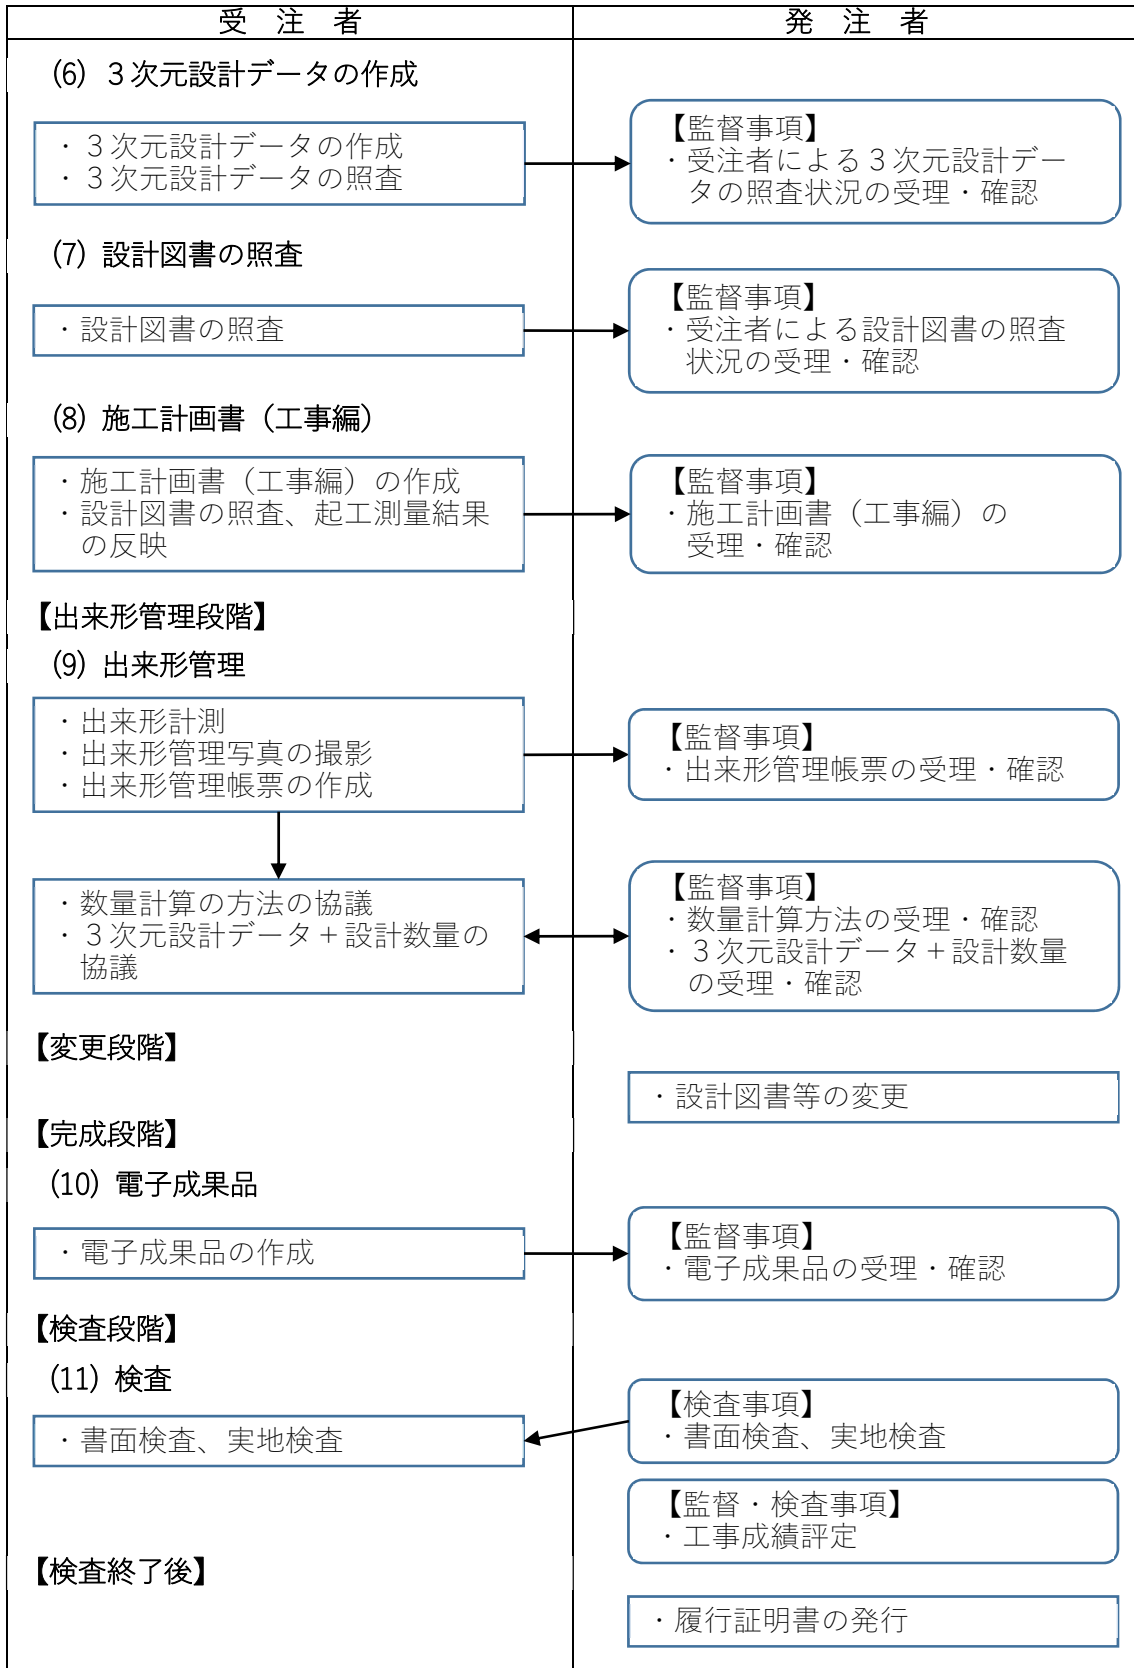 受　注　者
発　注　者
(6) ３次元設計データの作成
・３次元設計データの作成
・３次元設計データの照査
【監督事項】
・受注者による３次元設計デー
タの照査状況の受理・確認
(7) 設計図書の照査
・設計図書の照査
【監督事項】
・受注者による設計図書の照査
状況の受理・確認
(8) 施工計画書（工事編）
・施工計画書（工事編）の作成
・設計図書の照査、起工測量結果
の反映
【監督事項】
・施工計画書（工事編）の
受理・確認
【出来形管理段階】
(9) 出来形管理
・出来形計測
・出来形管理写真の撮影
・出来形管理帳票の作成
【監督事項】
・出来形管理帳票の受理・確認
・数量計算の方法の協議
・３次元設計データ＋設計数量の
協議
【監督事項】
・数量計算方法の受理・確認
・３次元設計データ＋設計数量
の受理・確認
【変更段階】
・設計図書等の変更
【完成段階】
(10) 電子成果品
・電子成果品の作成
【監督事項】
・電子成果品の受理・確認
【検査段階】
(11) 検査
・書面検査、実地検査
【検査事項】
・書面検査、実地検査
【監督・検査事項】
・工事成績評定
【検査終了後】
・履行証明書の発行